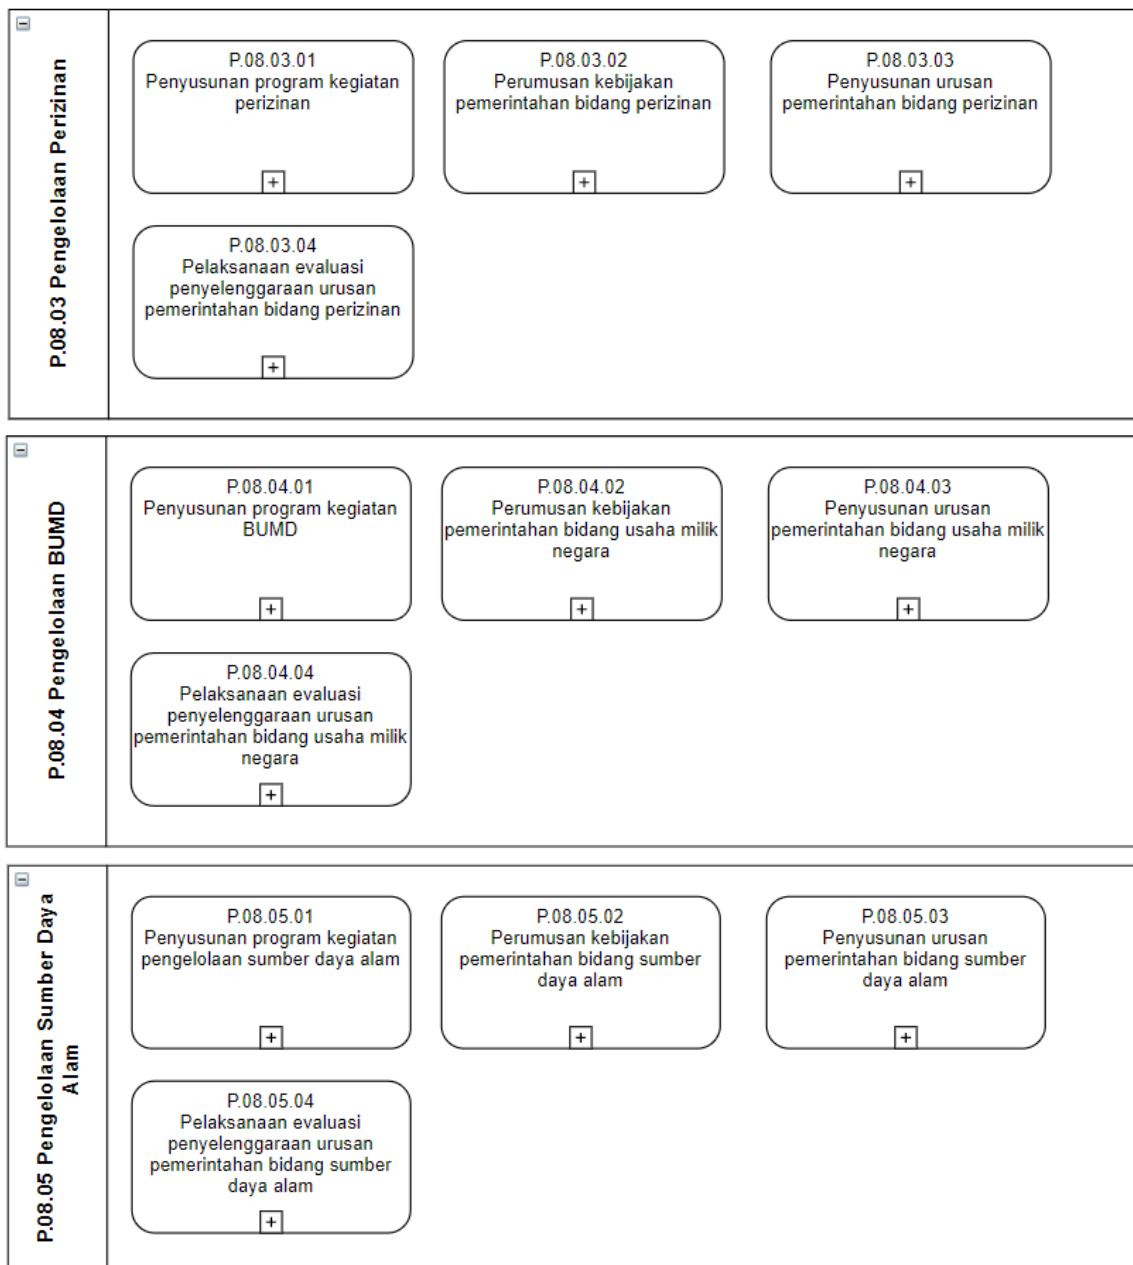 P.08.03 Pengelolaan Perizinan
P.08.03.01
Penyusunan program kegiatan
perizinan
P.08.03.02
Perumusan kebijakan
pemerintahan bidang perizinan
P.08.03.03
Penyusunan urusan
pemerintahan bidang perizinan
P.08.03.04
Pelaksanaan evaluasi
penyelenggaraan urusan
pemerintahan bidang perizinan
P.08.04 Pengelolaan BUMD
P.08.04.01
Penyusunan program kegiatan
BUMD
P.08.04.02
Perumusan kebijakan
pemerintahan bidang usaha milik
negara
P.08.04.03
Penyusunan urusan
pemerintahan bidang usaha milik
negara
P.08.04.04
Pelaksanaan evaluasi
penyelenggaraan urusan
pemerintahan bidang usaha milik
negara
P.08.05 Pengelolaan Sumber Daya
Alam
P.08.05.01
Penyusunan program kegiatan
pengelolaan sumber daya alam
P.08.05.02
Perumusan kebijakan
pemerintahan bidang sumber
daya alam
P.08.05.03
Penyusunan urusan
pemerintahan bidang sumber
daya alam
P.08.05.04
Pelaksanaan evaluasi
penyelenggaraan urusan
pemerintahan bidang sumber
daya alam